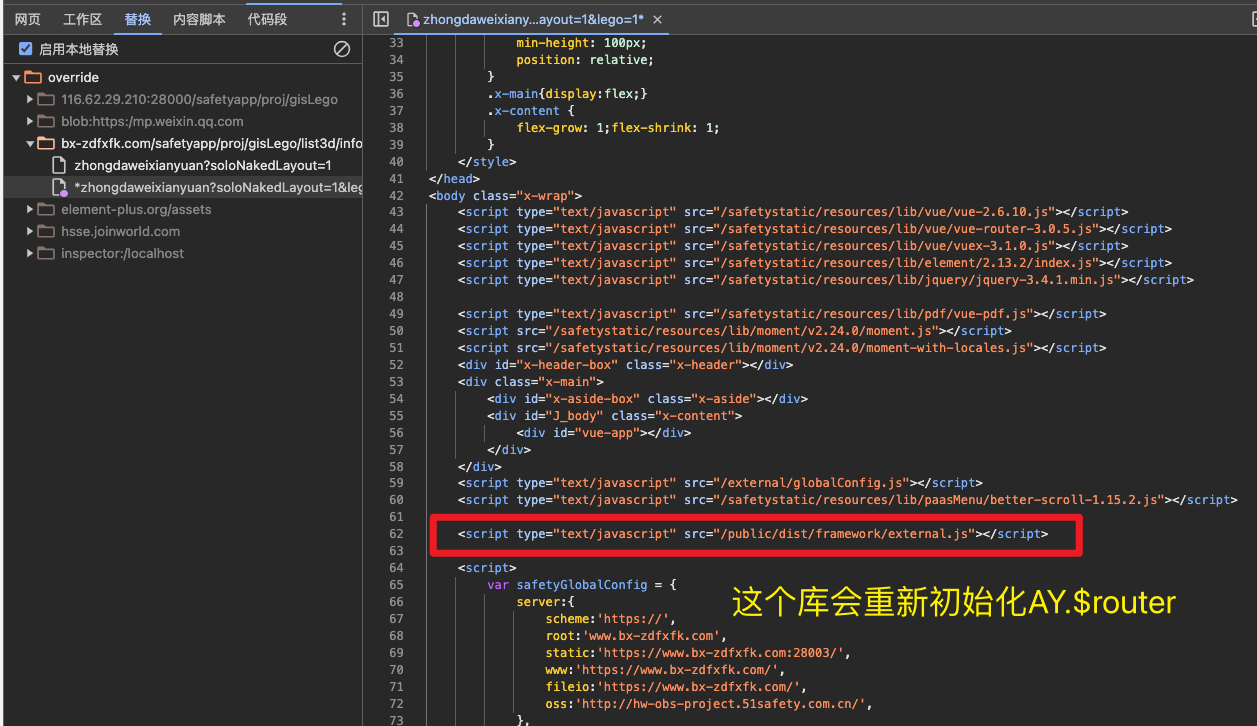 网页 工作区 替换 内容脚本 代码段
启用本地替换
override
116.62.29.210:28000/safetyapp/proj/gisLego
blob:https:/mp.weixin.qq.com
bx-zdfxfk.com/safetyapp/proj/gisLego/list3d/info
zhongdaweixianyuan?soloNakedLayout=1
*zhongdaweixianyuan?soloNakedLayout=1&leg
element-plus.org/assets
hsse.joinworld.com
inspector:/localhost
zhongdaweixiany...ayout=1&lego=1* ×
33 min-height: 100px;
34 position: relative;
35 }
36 .x-main{display:flex;}
37 .x-content {
38 flex-grow: 1;flex-shrink: 1;
39 }
40 </style>
41 </head>
42 <body class="x-wrap">
43 <script type="text/javascript" src="/safetystatic/resources/lib/vue/vue-2.6.10.js"></script>
44 <script type="text/javascript" src="/safetystatic/resources/lib/vue/vue-router-3.0.5.js"></script>
45 <script type="text/javascript" src="/safetystatic/resources/lib/vue/vuex-3.1.0.js"></script>
46 <script type="text/javascript" src="/safetystatic/resources/lib/element/2.13.2/index.js"></script>
47 <script type="text/javascript" src="/safetystatic/resources/lib/jquery/jquery-3.4.1.min.js"></script>
48
49 <script type="text/javascript" src="/safetystatic/resources/lib/pdf/vue-pdf.js"></script>
50 <script src="/safetystatic/resources/lib/moment/v2.24.0/moment.js"></script>
51 <script src="/safetystatic/resources/lib/moment/v2.24.0/moment-with-locales.js"></script>
52 <div id="x-header-box" class="x-header"></div>
53 <div class="x-main">
54 <div id="x-aside-box" class="x-aside"></div>
55 <div id="J_body" class="x-content">
56 <div id="vue-app"></div>
57 </div>
58 </div>
59 <script type="text/javascript" src="/external/globalConfig.js"></script>
60 <script type="text/javascript" src="/safetystatic/resources/lib/paasMenu/better-scroll-1.15.2.js"></script>
61
62 <script type="text/javascript" src="/public/dist/framework/external.js"></script>
63
64 <script>
65 var safetyGlobalConfig = {
66 server:{
67 scheme:'https://',
68 root:'www.bx-zdfxfk.com',
69 static:'https://www.bx-zdfxfk.com:28003/',
70 www:'https://www.bx-zdfxfk.com/',
71 fileio:'https://www.bx-zdfxfk.com/',
72 oss:'http://hw-obs-project.51safety.com.cn/',
73 },
这个库会重新初始化AY.$router